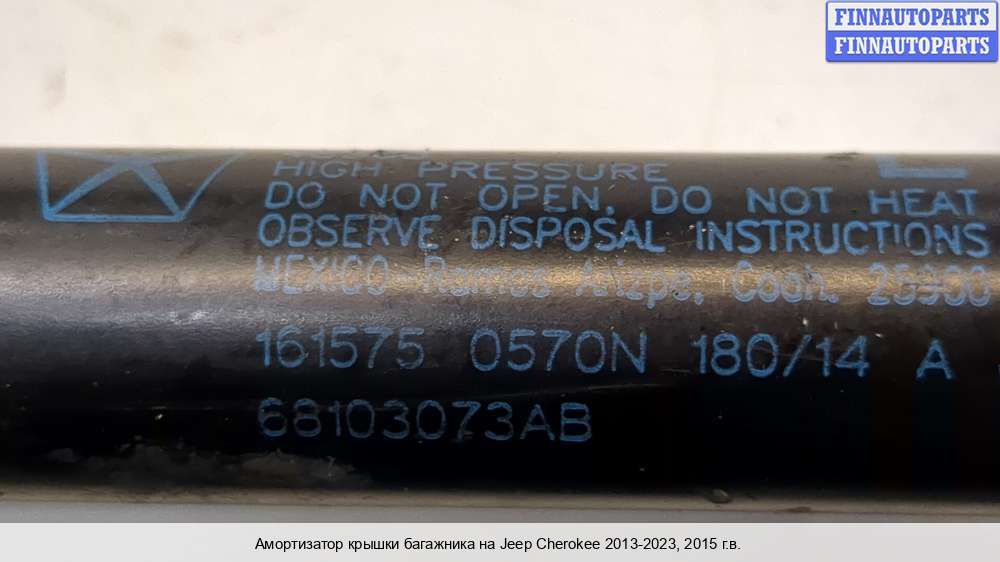 FINNAUTOPARTS
FINNAUTOPARTS
HIGH PRESSURE
DO NOT OPEN. DO NOT HEAT
OBSERVE DISPOSAL INSTRUCTIONS
MEXICO-Ramos Arizpe, Coah. 25900
161575 0570N 180/14 A
68103073AB
Амортизатор крышки багажника на Jeep Cherokee 2013-2023, 2015 г.в.